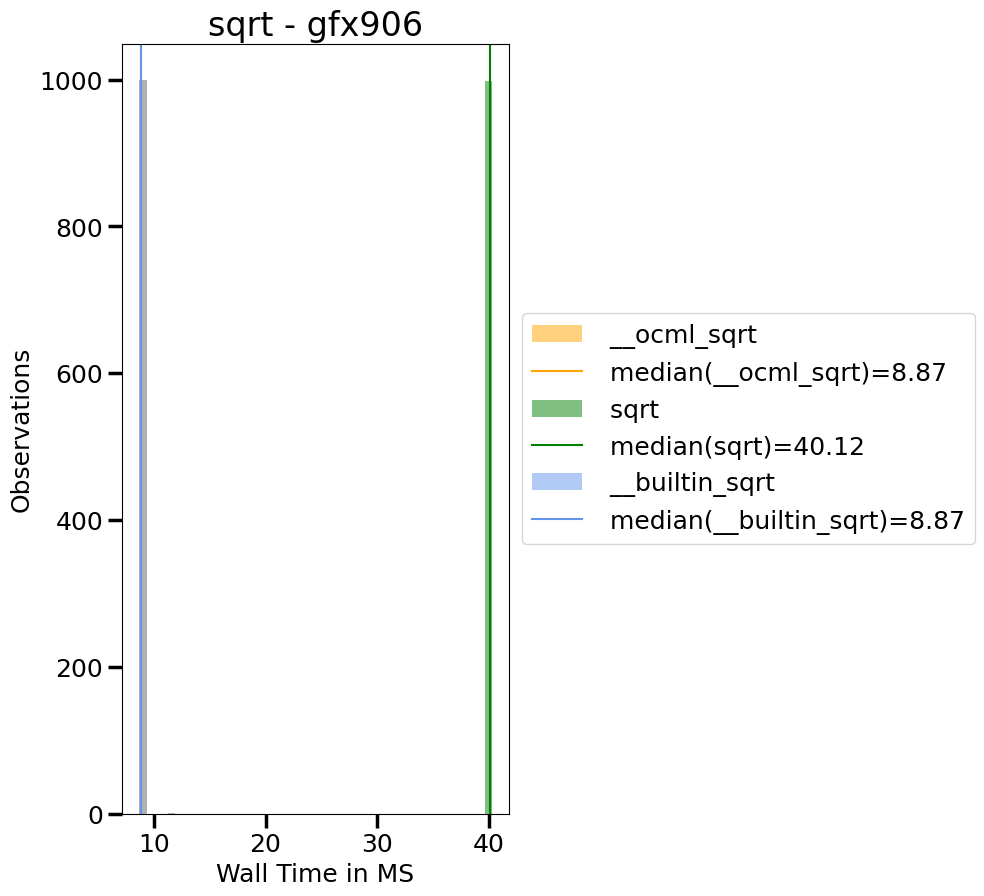 sqrt - gfx906
1000
800
600
400
200
0
Observations
10 20 30 40
Wall Time in MS
__ocml_sqrt
median(__ocml_sqrt)=8.87
sqrt
median(sqrt)=40.12
__builtin_sqrt
median(__builtin_sqrt)=8.87